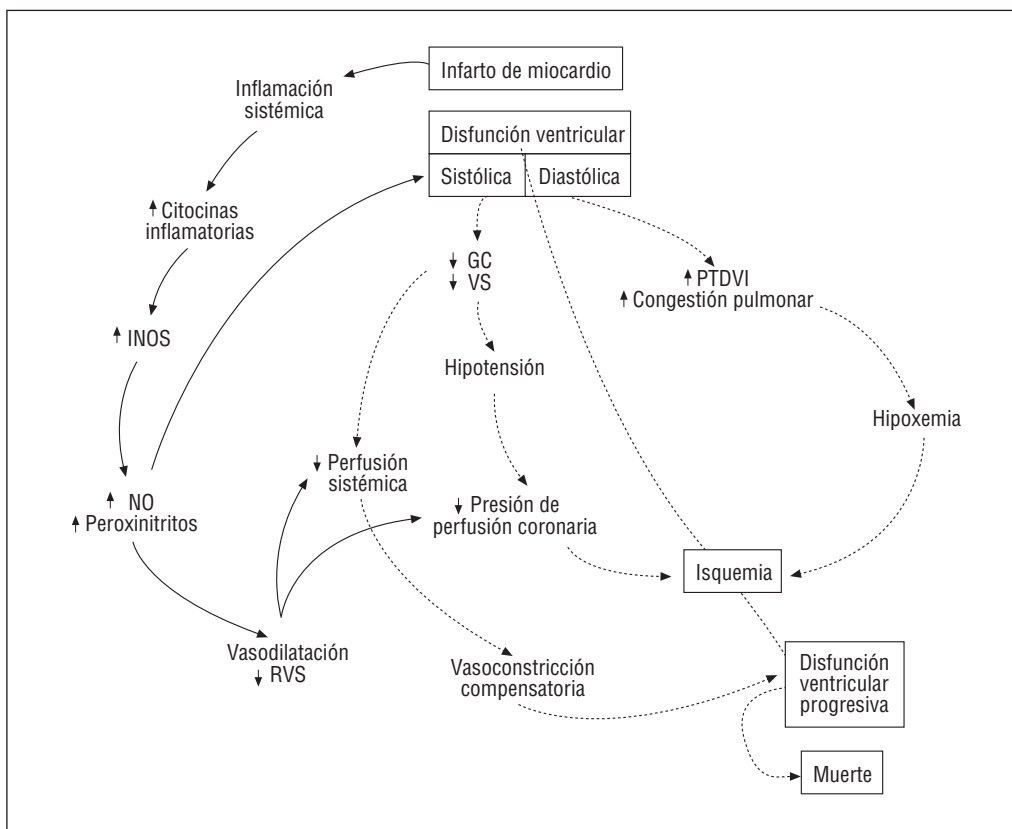 Infarto de miocardio
Inflamación
sistémica
Disfunción ventricular
Sistólica
Diastólica
↑ Citocinas
inflamatorias
↓ GC
↓ VS
↑ PTDVI
↑ Congestión pulmonar
↑ INOS
Hipotensión
Hipoxemia
↓ Perfusión
sistémica
↑ NO
↑ Peroxinitritos
↓ Presión de
perfusión coronaria
Isquemia
Vasodilatación
↓ RVS
Vasoconstricción
compensatoria
Disfunción
ventricular
progresiva
Muerte